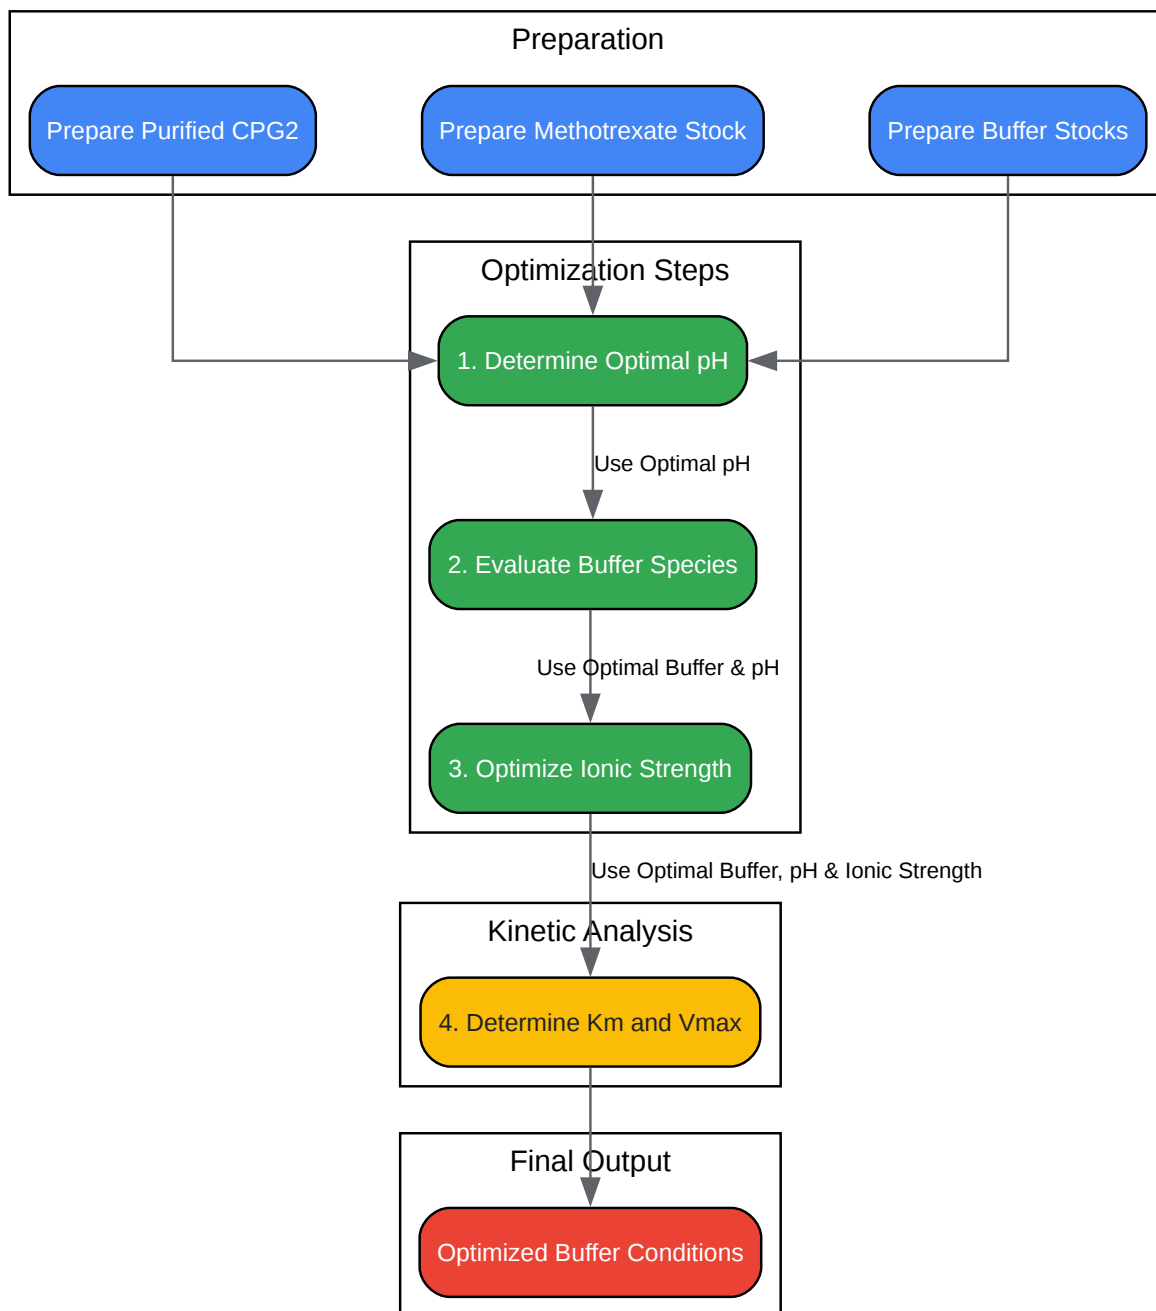 Preparation
Prepare Purified CPG2
Prepare Methotrexate Stock
Prepare Buffer Stocks
Optimization Steps
1. Determine Optimal pH
Use Optimal pH
2. Evaluate Buffer Species
Use Optimal Buffer & pH
3. Optimize Ionic Strength
Use Optimal Buffer, pH & Ionic Strength
Kinetic Analysis
4. Determine Km and Vmax
Final Output
Optimized Buffer Conditions